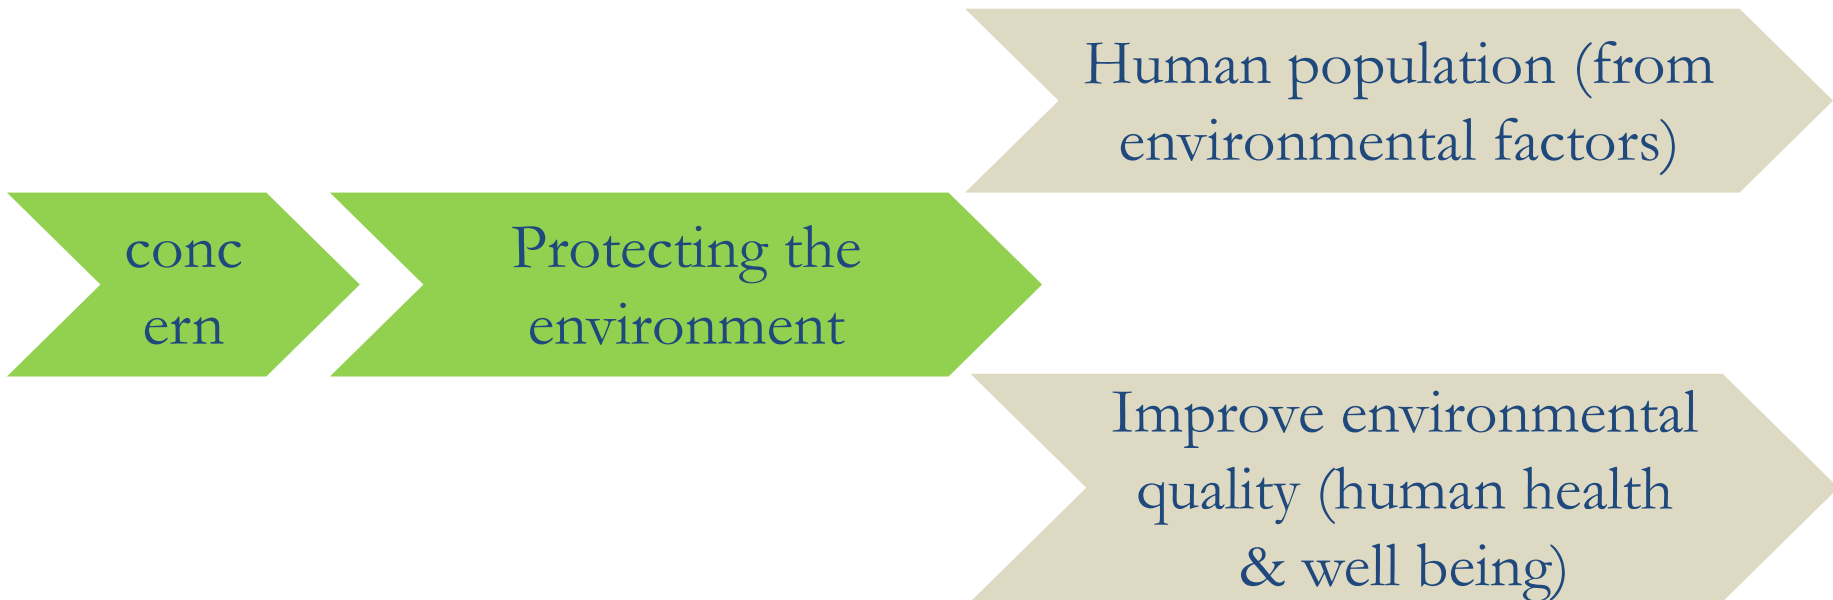 conc
ern
Protecting the
environment
Human population (from
environmental factors)
Improve environmental
quality (human health
& well being)